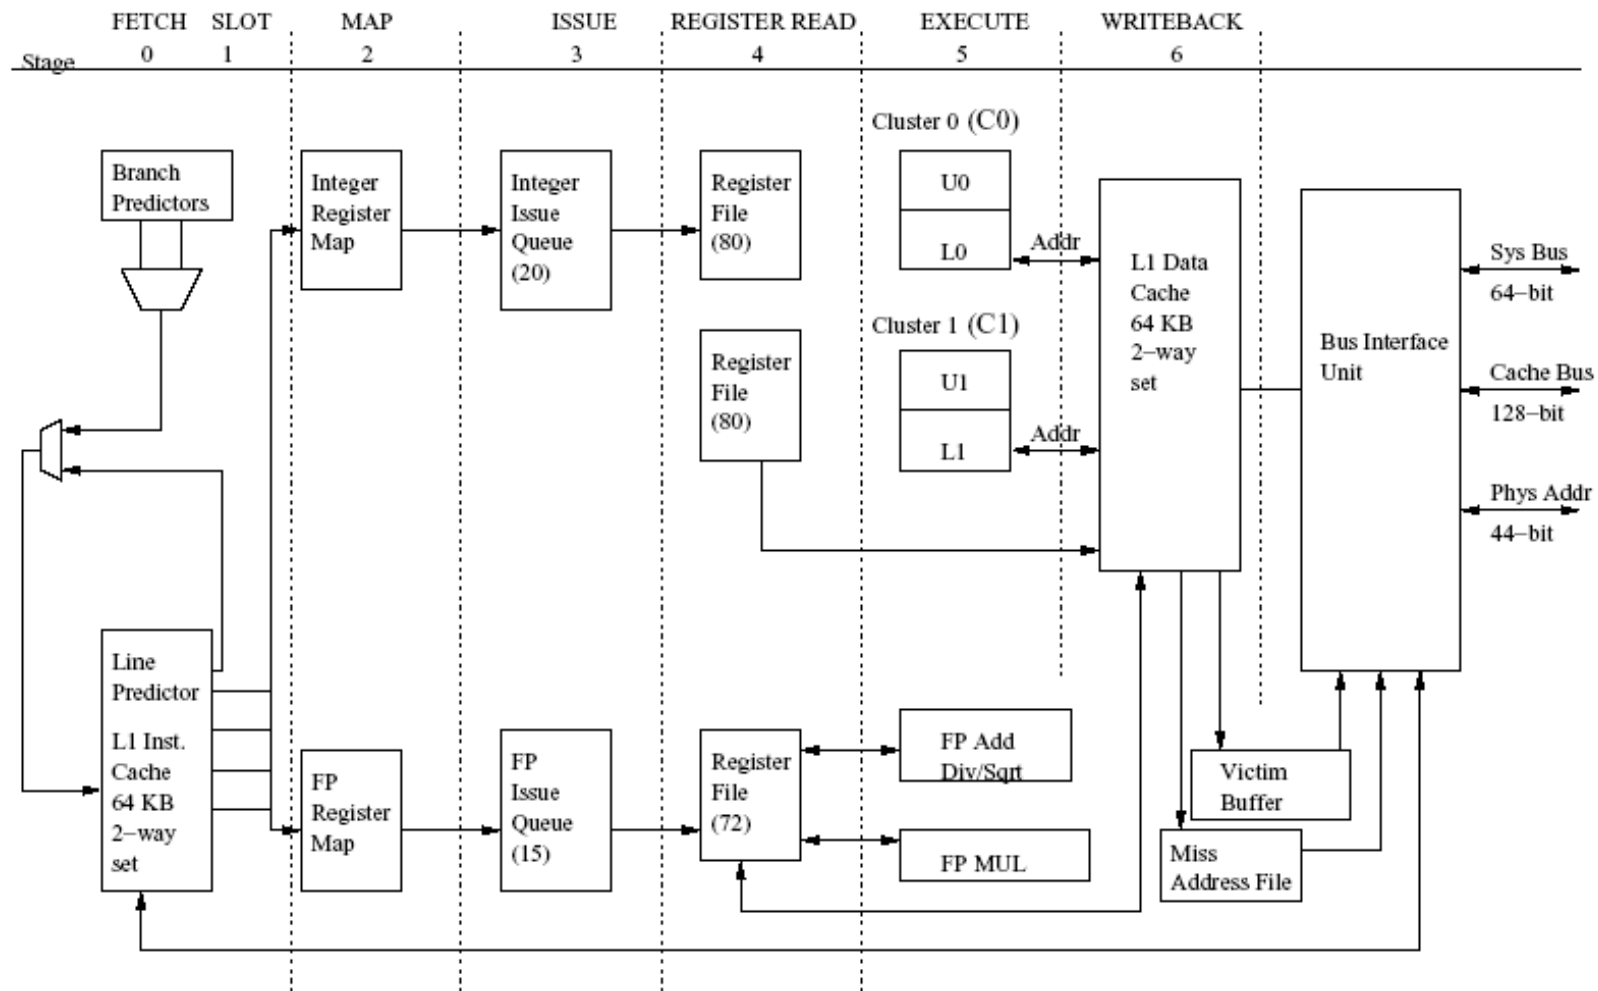 FETCH SLOT MAP ISSUE REGISTER READ EXECUTE WRITEBACK
Stage 0 1 2 3 4 5 6
Cluster 0 (C0)
Branch
Predictors
Integer
Register
Map
Integer
Issue
Queue
(20)
Register
File
(80)
U0
L0
Addr
Cluster 1 (C1)
Register
File
(80)
U1
L1
Addr
L1 Data
Cache
64 KB
2−way
set
Bus Interface
Unit
Sys Bus
64−bit
Cache Bus
128−bit
Phys Addr
44−bit
Line
Predictor
L1 Inst.
Cache
64 KB
2−way
set
FP
Register
Map
FP
Issue
Queue
(15)
Register
File
(72)
FP Add
Div/Sqrt
FP MUL
Victim
Buffer
Miss
Address File